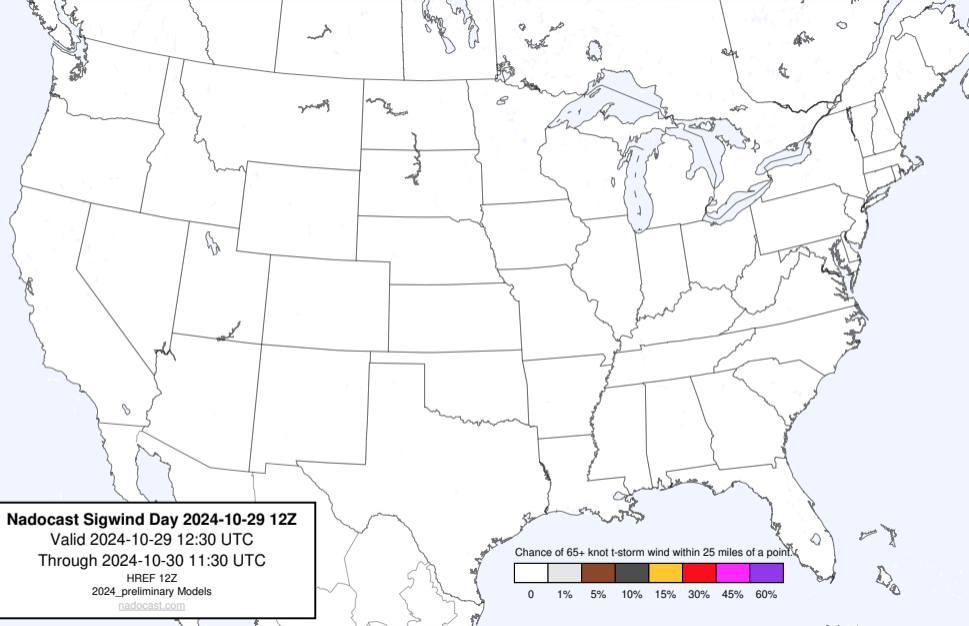 Nadocast Sigwind Day 2024-10-29 12Z
Valid 2024-10-29 12:30 UTC
Through 2024-10-30 11:30 UTC
HREF 12Z
2024_preliminary Models
nadocast.com
Chance of 65+ knot t-storm wind within 25 miles of a point.
0 1% 5% 10% 15% 30% 45% 60%